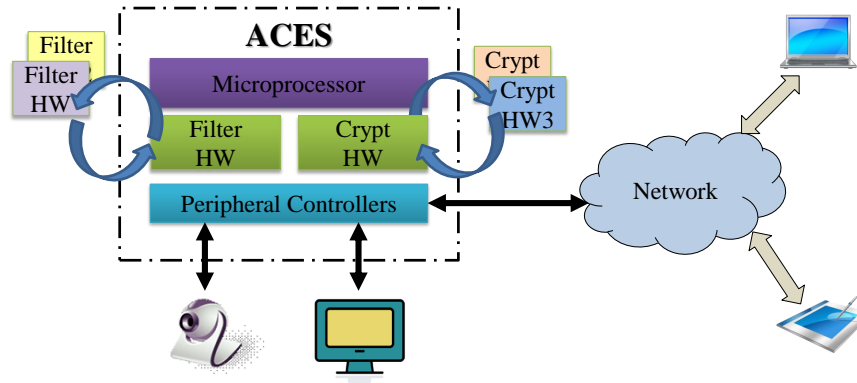 ACES
Filter
Filter
HW
Microprocessor
Crypt
Crypt
HW3
Filter
HW
Crypt
HW
Peripheral Controllers
Network